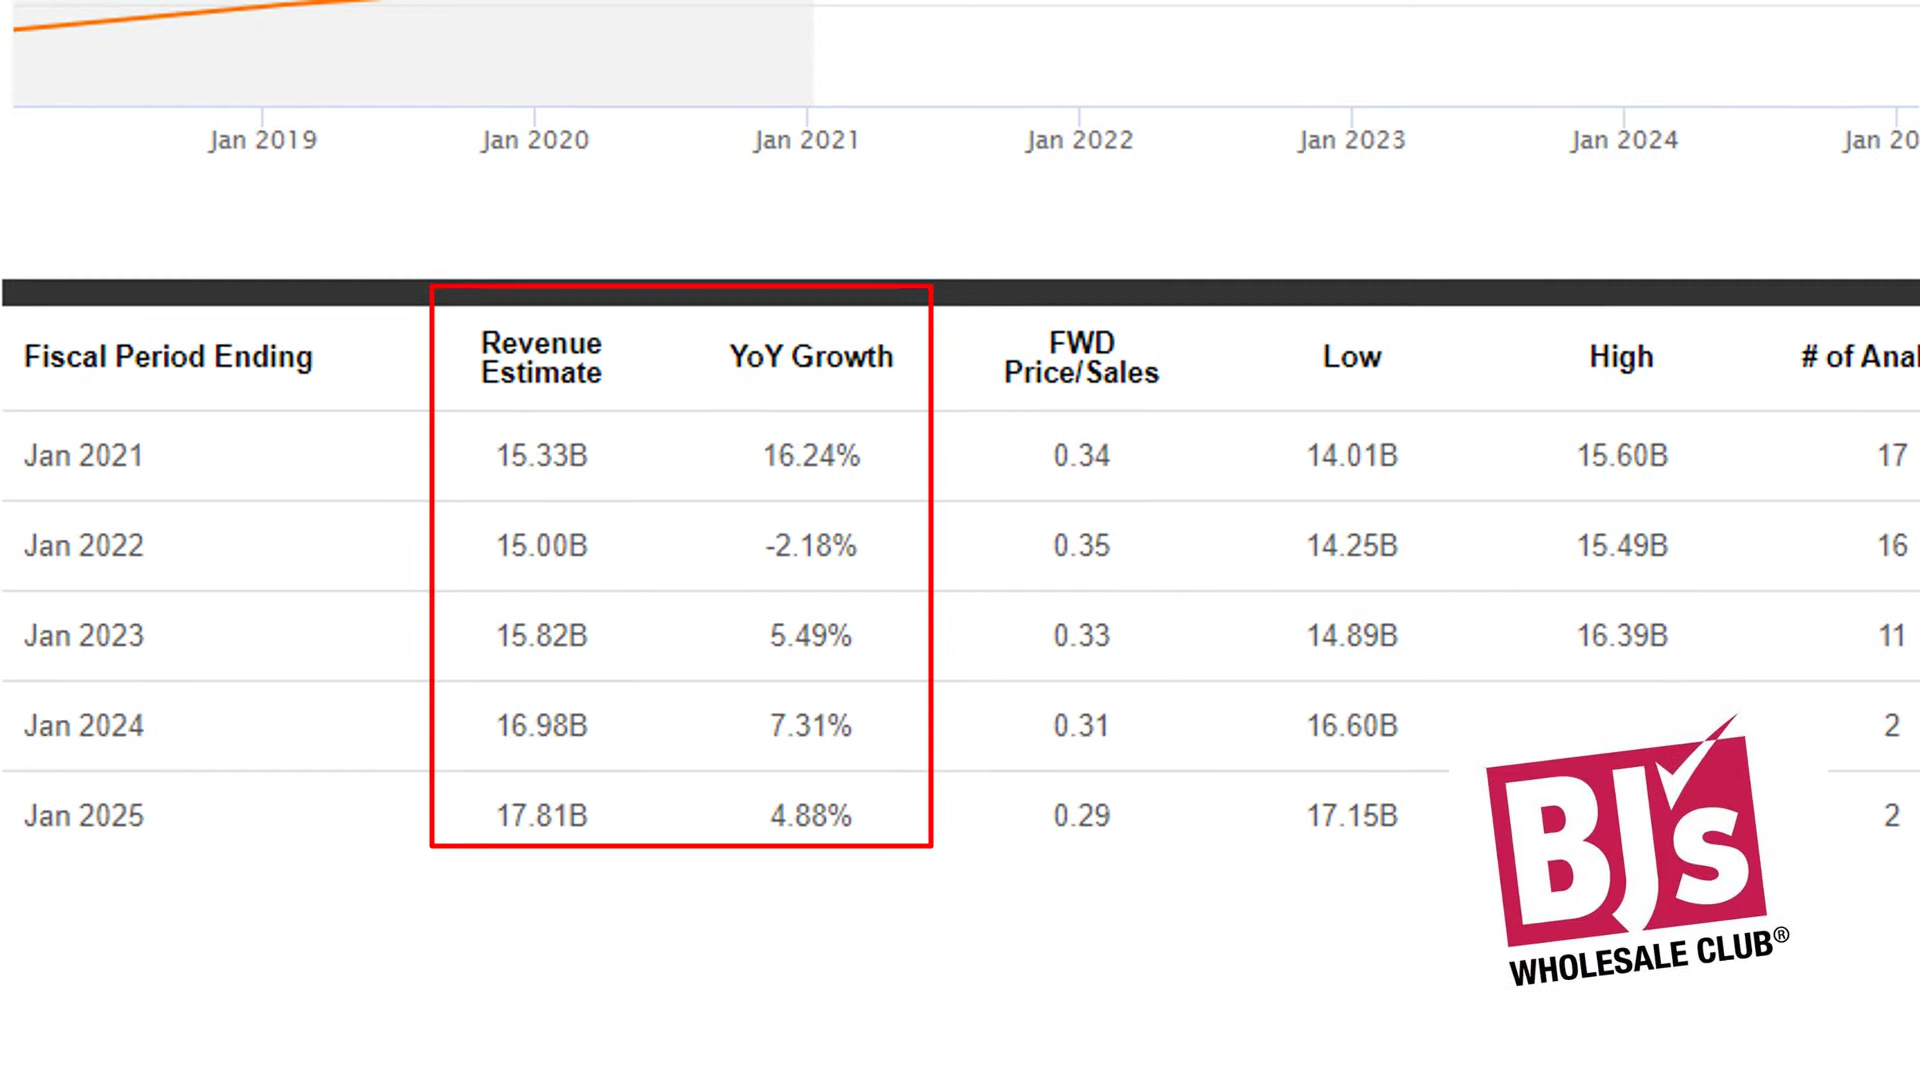 Jan 2019 Jan 2020 Jan 2021 Jan 2022 Jan 2023 Jan 2024 Jan 20
Fiscal Period Ending Revenue Estimate YoY Growth FWD Price/Sales Low High # of Anal
Jan 2021 15.33B 16.24% 0.34 14.01B 15.60B 17
Jan 2022 15.00B -2.18% 0.35 14.25B 15.49B 16
Jan 2023 15.82B 5.49% 0.33 14.89B 16.39B 11
Jan 2024 16.98B 7.31% 0.31 16.60B 2
Jan 2025 17.81B 4.88% 0.29 17.15B 2
BJ's
WHOLESALE CLUB®